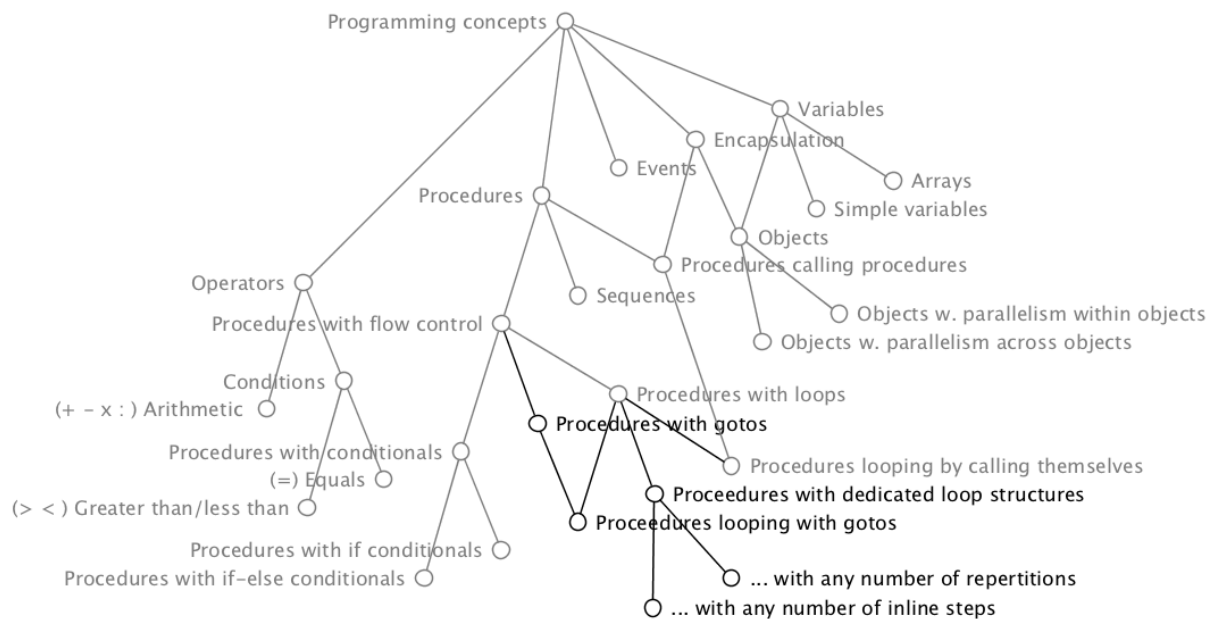 Programming concepts
Variables
Encapsulation
Events
Arrays
Procedures
Simple variables
Objects
Procedures calling procedures
Operators
Sequences
Objects w. parallelism within objects
Procedures with flow control
Objects w. parallelism across objects
Conditions
Procedures with loops
(+ - x : ) Arithmetic
Procedures with gotos
Procedures with conditionals
Procedures looping by calling themselves
(=) Equals
Proceedures with dedicated loop structures
(> < ) Greater than/less than
Proceedures looping with gotos
Procedures with if conditionals
Procedures with if-else conditionals
... with any number of repertitions
... with any number of inline steps